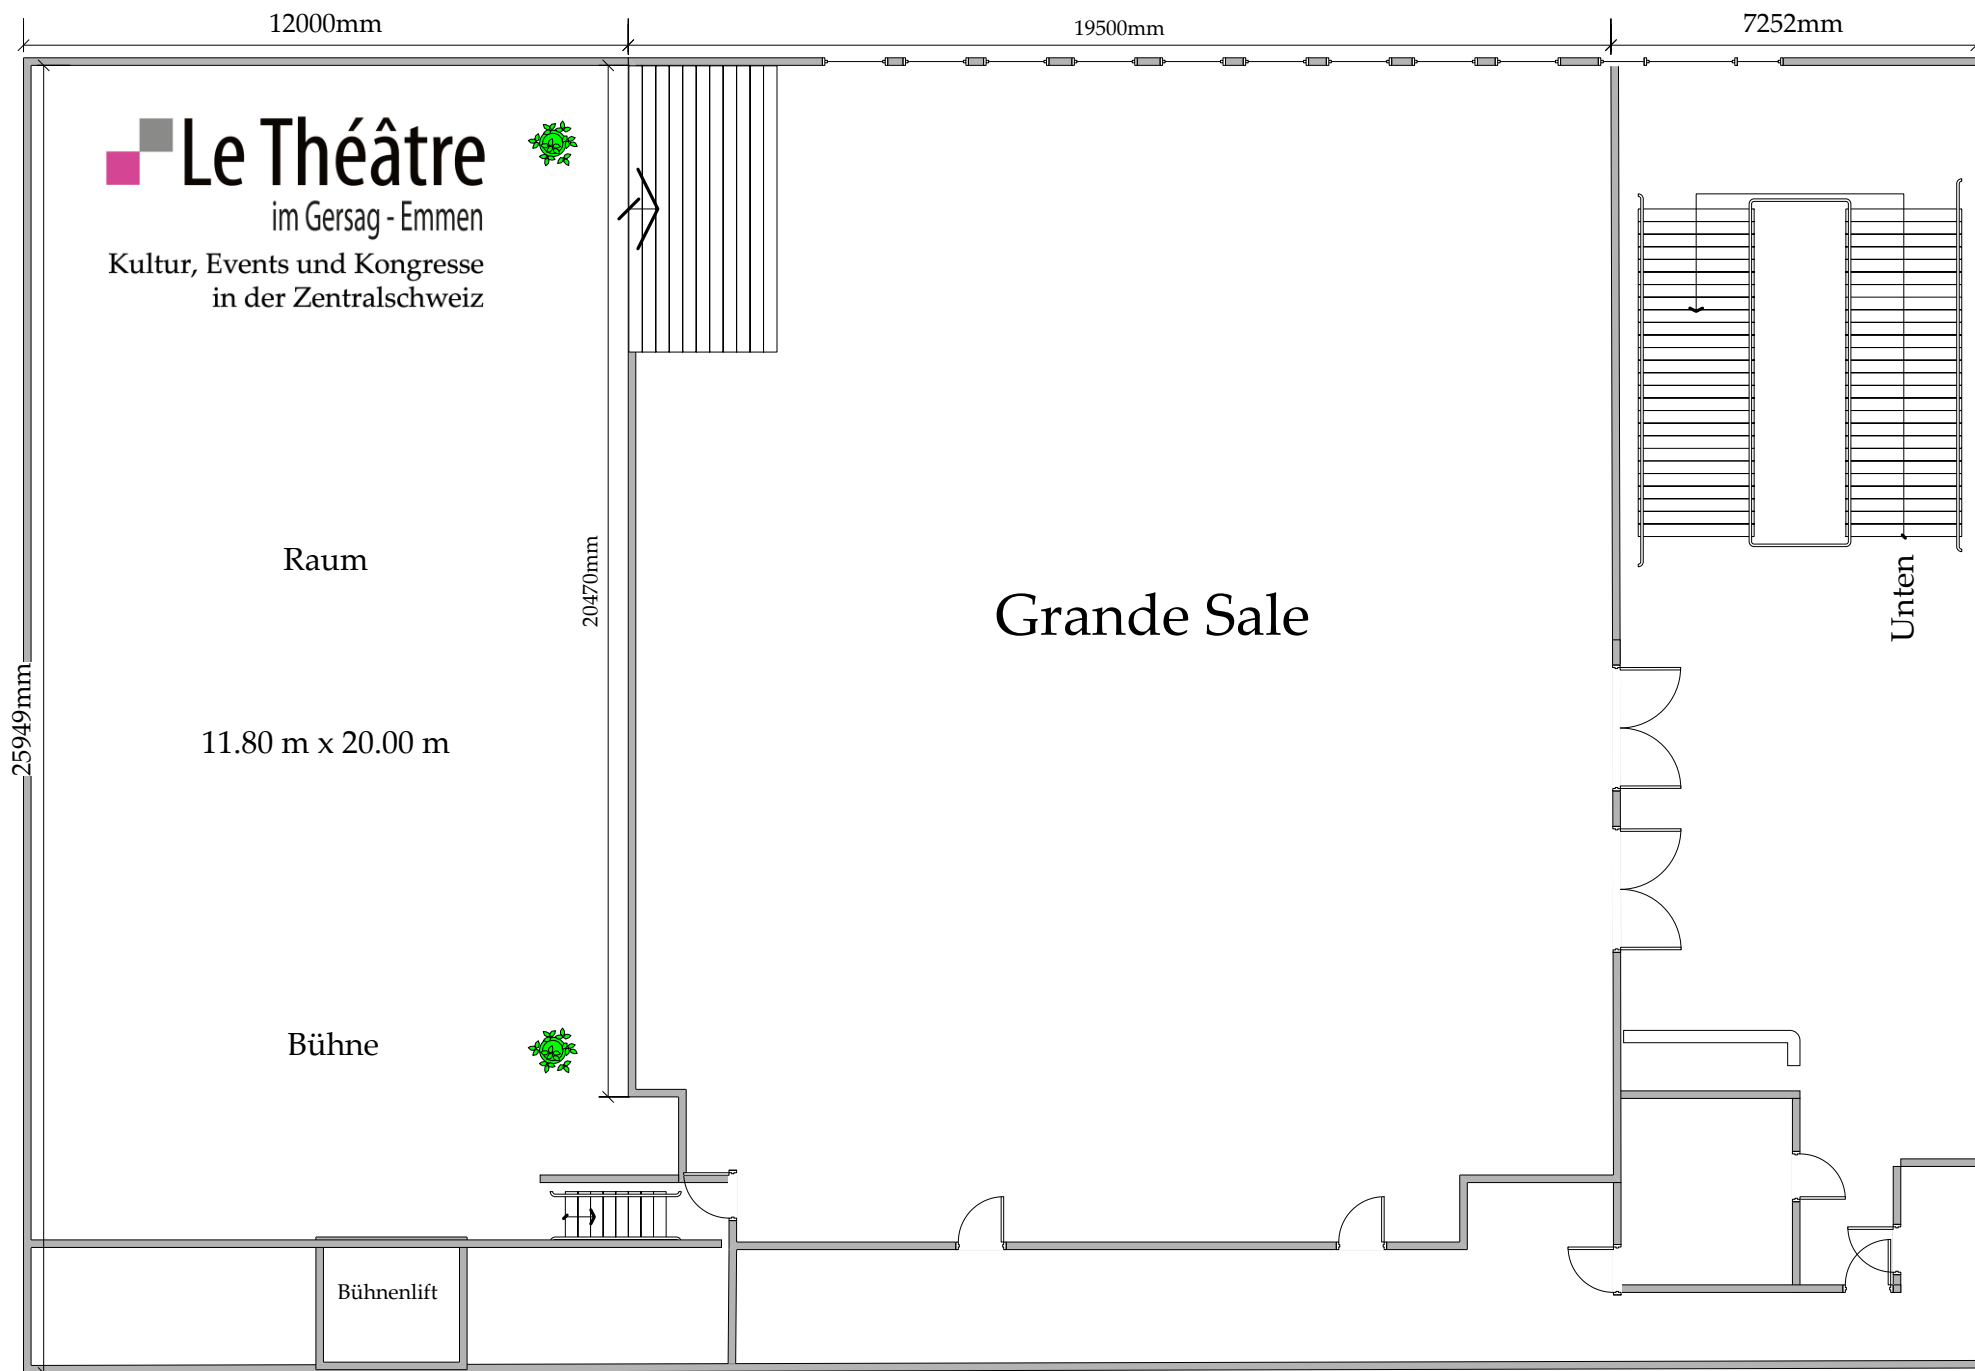 12000mm
19500mm
7252mm
Le Théâtre
im Gersag - Emmen
Kultur, Events und Kongresse
in der Zentralschweiz
Raum
20470mm
Grande Sale
Unten
25949mm
11.80 m x 20.00 m
Bühne
Bühnenlift